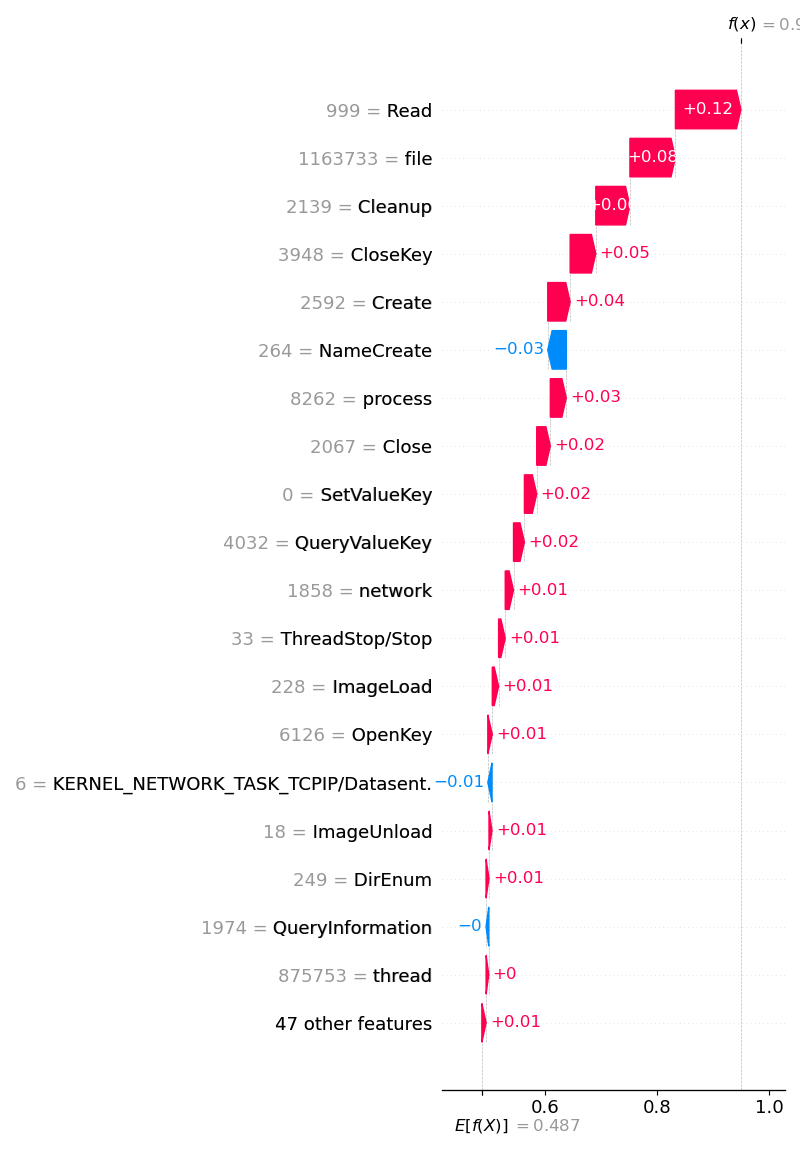 f(x) = 0.9
999 = Read +0.12
1163733 = file +0.08
2139 = Cleanup
3948 = CloseKey +0.05
2592 = Create +0.04
264 = NameCreate −0.03
8262 = process +0.03
2067 = Close +0.02
0 = SetValueKey +0.02
4032 = QueryValueKey +0.02
1858 = network +0.01
33 = ThreadStop/Stop +0.01
228 = ImageLoad +0.01
6126 = OpenKey +0.01
6 = KERNEL_NETWORK_TASK_TCPIP/Datasent. −0.01
18 = ImageUnload +0.01
249 = DirEnum +0.01
1974 = QueryInformation −0
875753 = thread +0
47 other features +0.01
0.6 0.8 1.0
E[f(X)] = 0.487